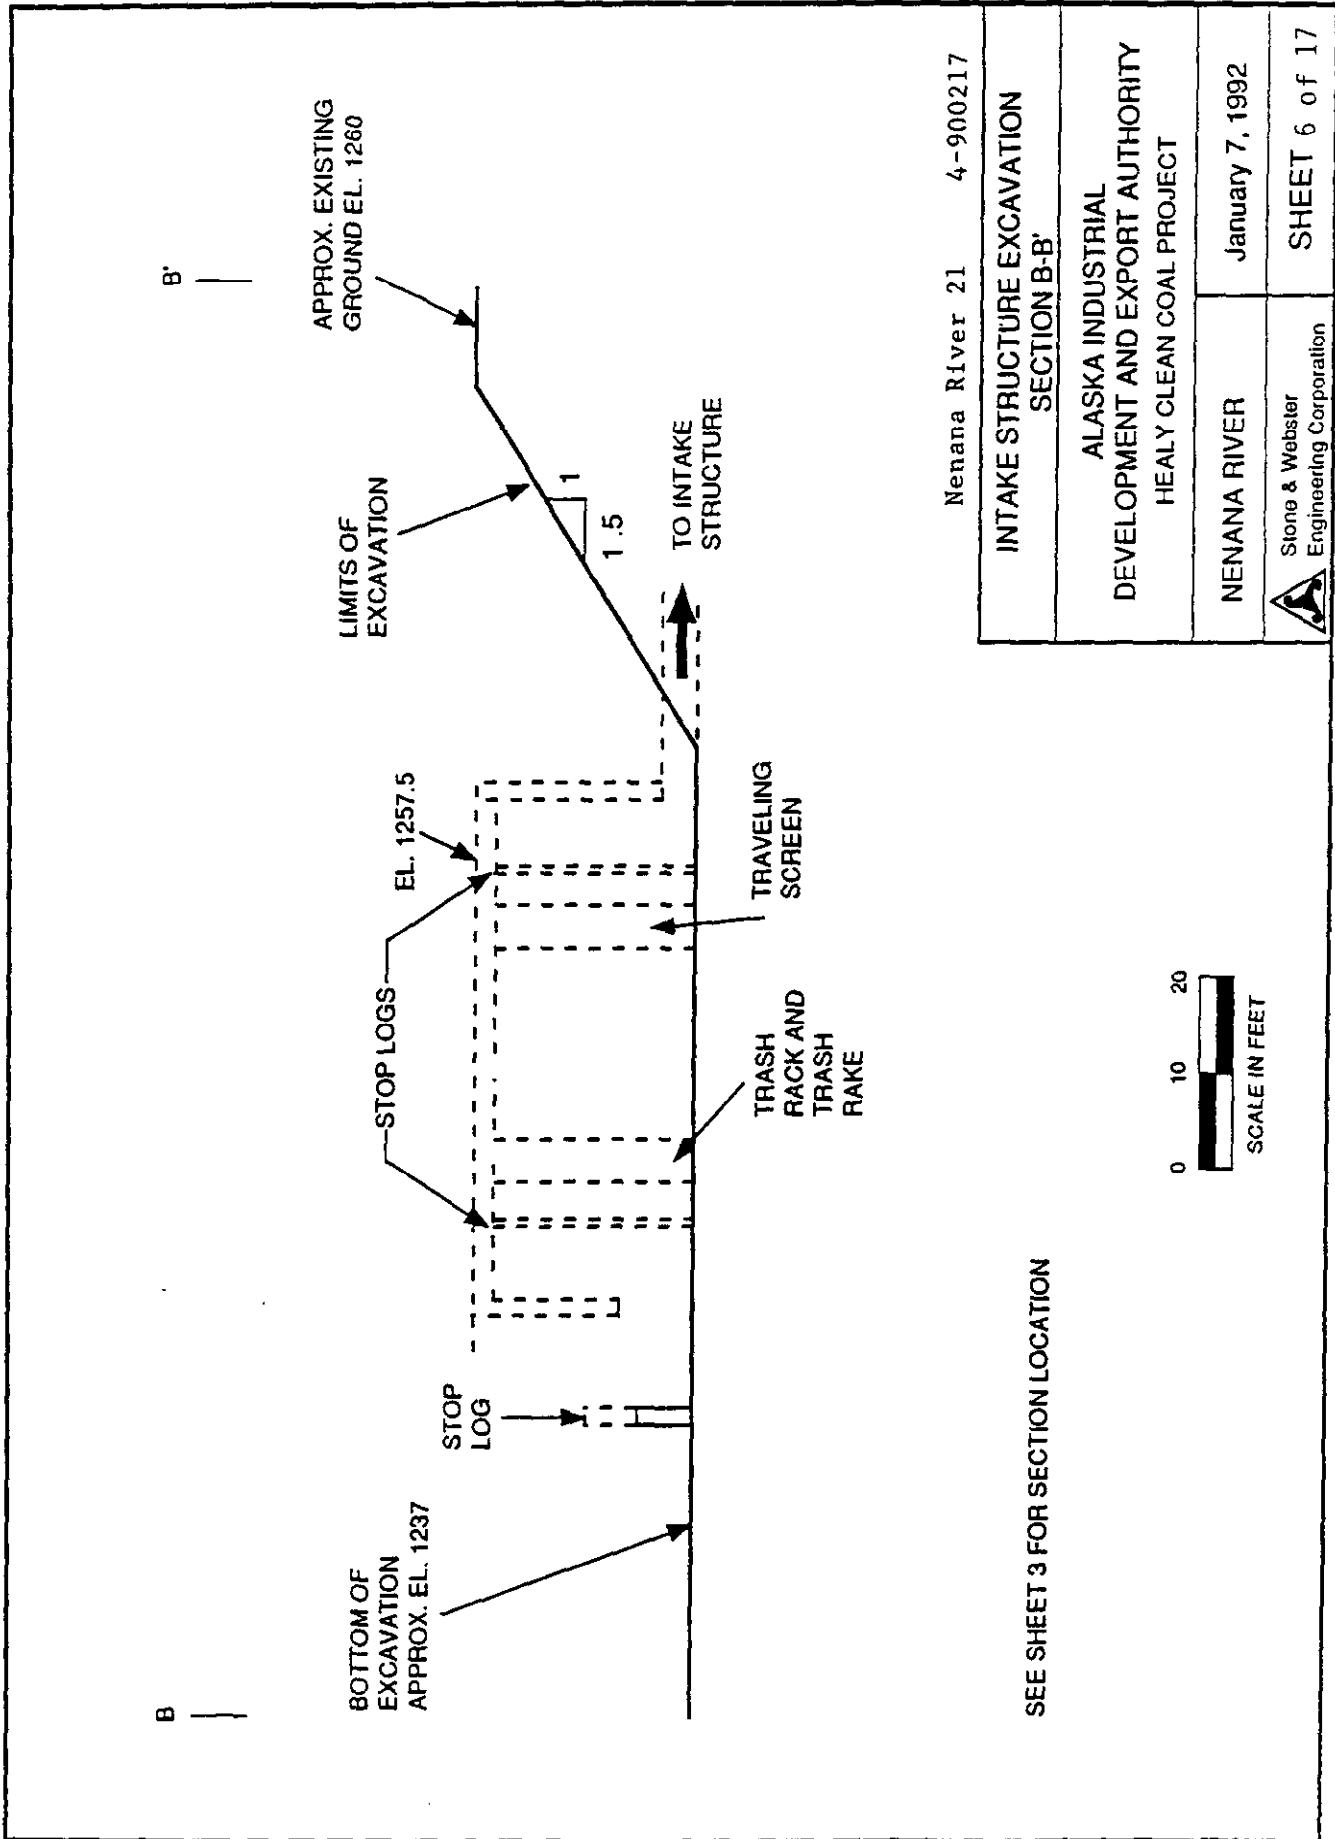 B
B'
APPROX. EXISTING
GROUND EL. 1260
LIMITS OF
EXCAVATION
1
1.5
TO INTAKE
STRUCTURE
EL. 1257.5
STOP LOGS
STOP
LOG
BOTTOM OF
EXCAVATION
APPROX. EL. 1237
TRAVELING
SCREEN
TRASH
RACK AND
TRASH
RAKE
SEE SHEET 3 FOR SECTION LOCATION
0 10 20
SCALE IN FEET
Nenana River 21 4-900217
INTAKE STRUCTURE EXCAVATION
SECTION B-B'
ALASKA INDUSTRIAL
DEVELOPMENT AND EXPORT AUTHORITY
HEALY CLEAN COAL PROJECT
NENANA RIVER
January 7, 1992
Stone & Webster
Engineering Corporation
SHEET 6 of 17